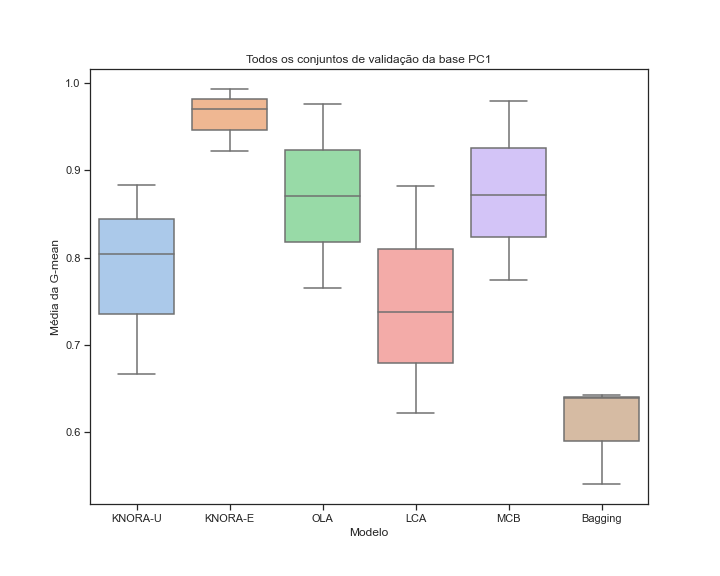 Todos os conjuntos de validação da base PC1
Média da G-mean
1.0
0.9
0.8
0.7
0.6
KNORA-U KNORA-E OLA LCA MCB Bagging
Modelo